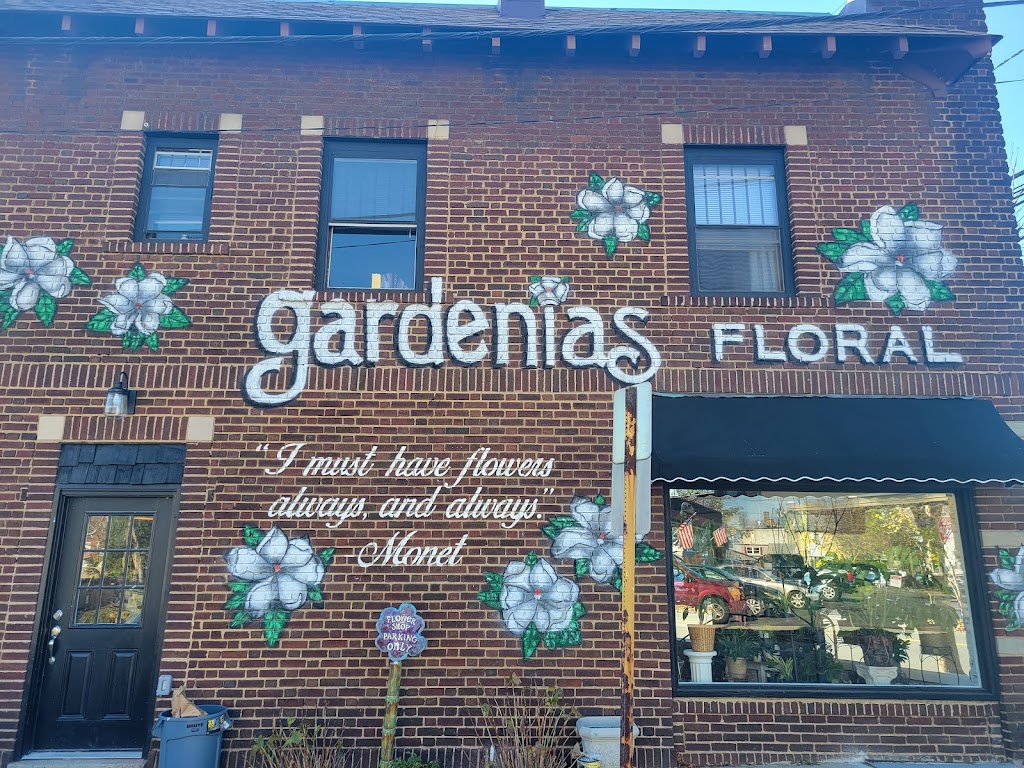 gardenias FLORAL
"I must have flowers
always, and always."
Monet
FLOWER
SHOP
PARKING
ONLY